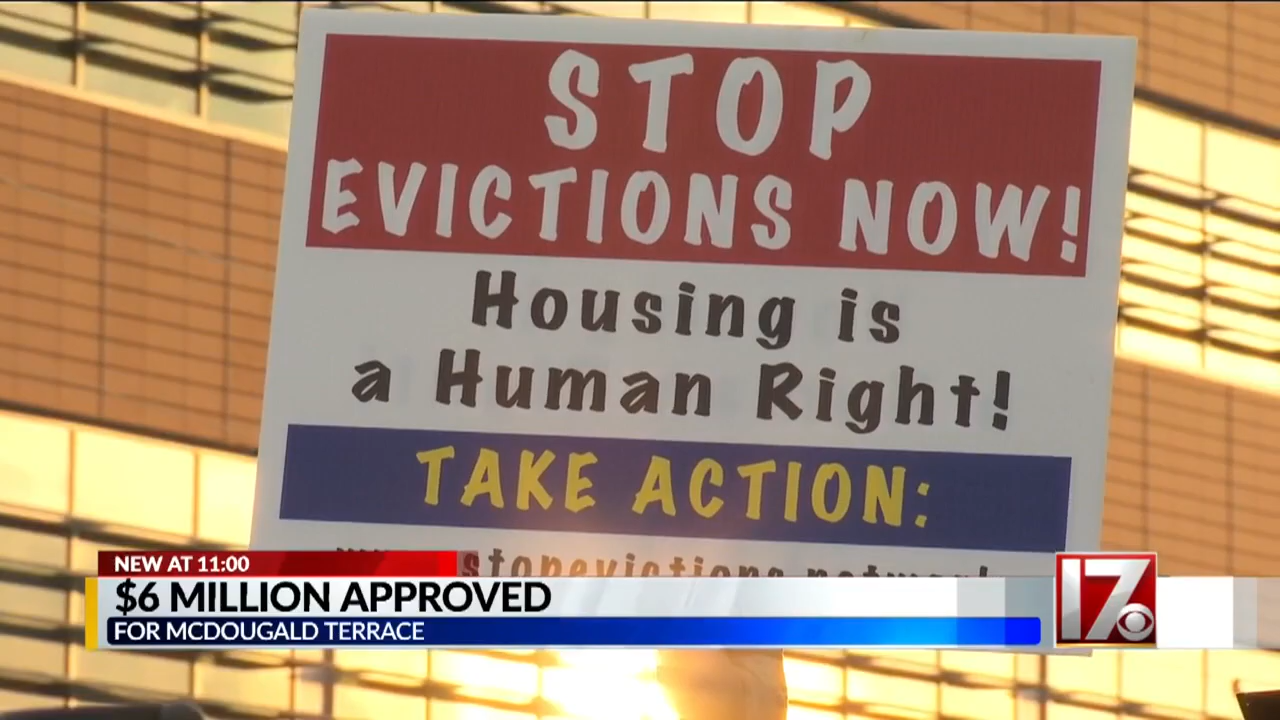 STOP
EVICTIONS NOW!
Housing is
a Human Right!
TAKE ACTION:
NEW AT 11:00
$6 MILLION APPROVED
FOR MCDOUGALD TERRACE
17